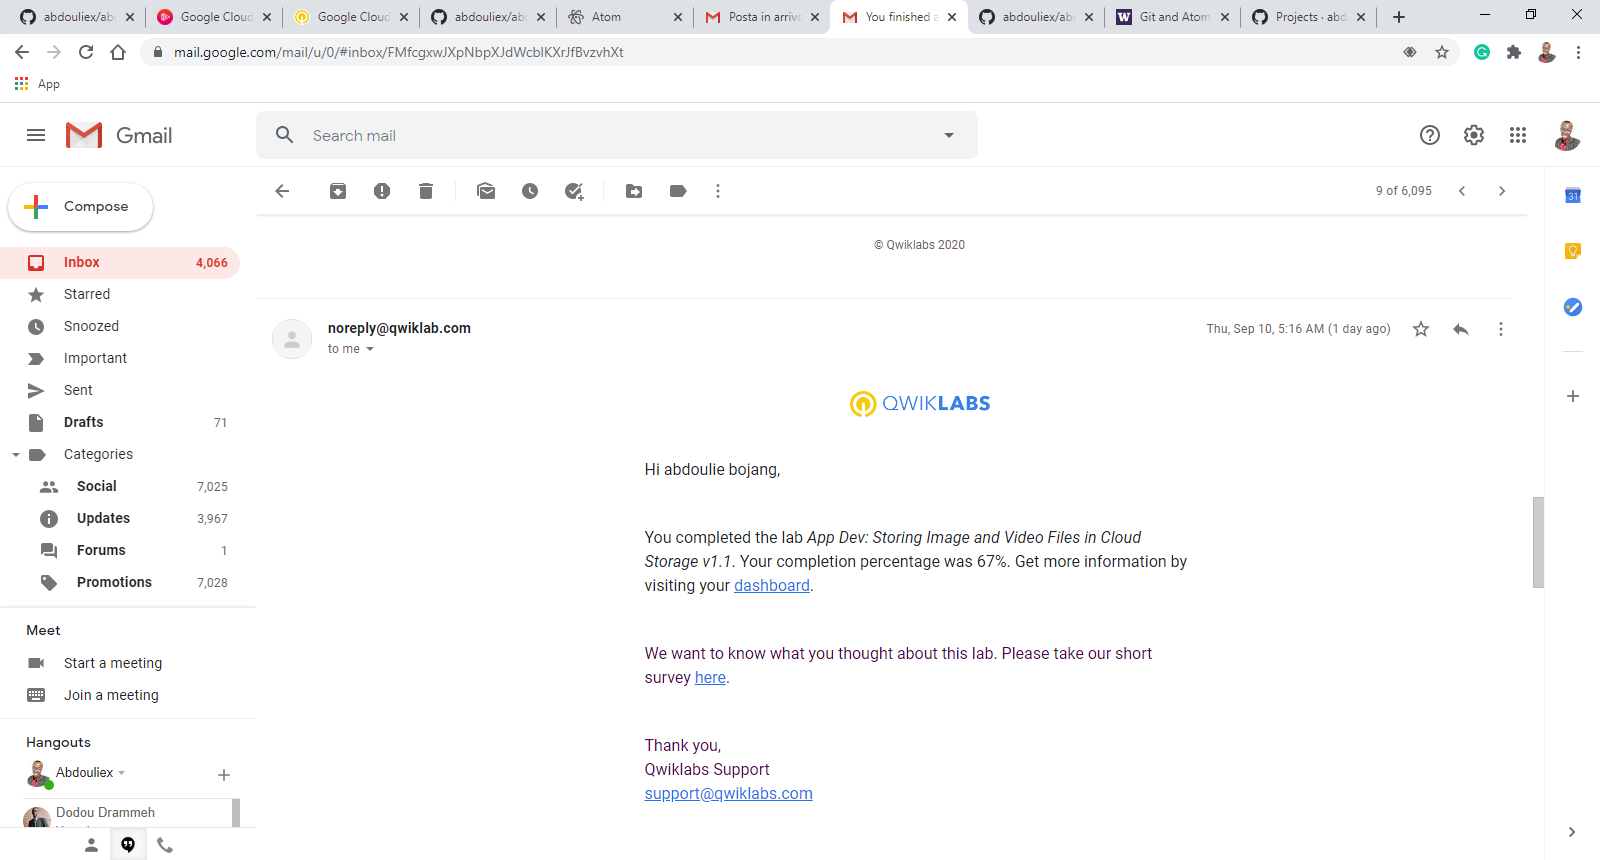 abdouliex/abo
Google Cloud
Google Cloud
abdouliex/abo
Atom
Posta in arrivo
You finished a
abdouliex/abo
Git and Atom
Projects · abd
mail.google.com/mail/u/0/#inbox/FMfcgxwJXpNbpXJdWcblKXrJfBvzvhXt
App
Gmail
Search mail
Compose
9 of 6,095
31
Inbox 4,066
Starred
Snoozed
Important
Sent
Drafts 71
Categories
Social 7,025
Updates 3,967
Forums 1
Promotions 7,028
Meet
Start a meeting
Join a meeting
Hangouts
Abdouliex
Dodou Drammeh
© Qwiklabs 2020
noreply@qwiklab.com
Thu, Sep 10, 5:16 AM (1 day ago)
to me
QWIKLABS
Hi abdoulie bojang,
You completed the lab App Dev: Storing Image and Video Files in Cloud
Storage v1.1. Your completion percentage was 67%. Get more information by
visiting your dashboard.
We want to know what you thought about this lab. Please take our short
survey here.
Thank you,
Qwiklabs Support
support@qwiklabs.com